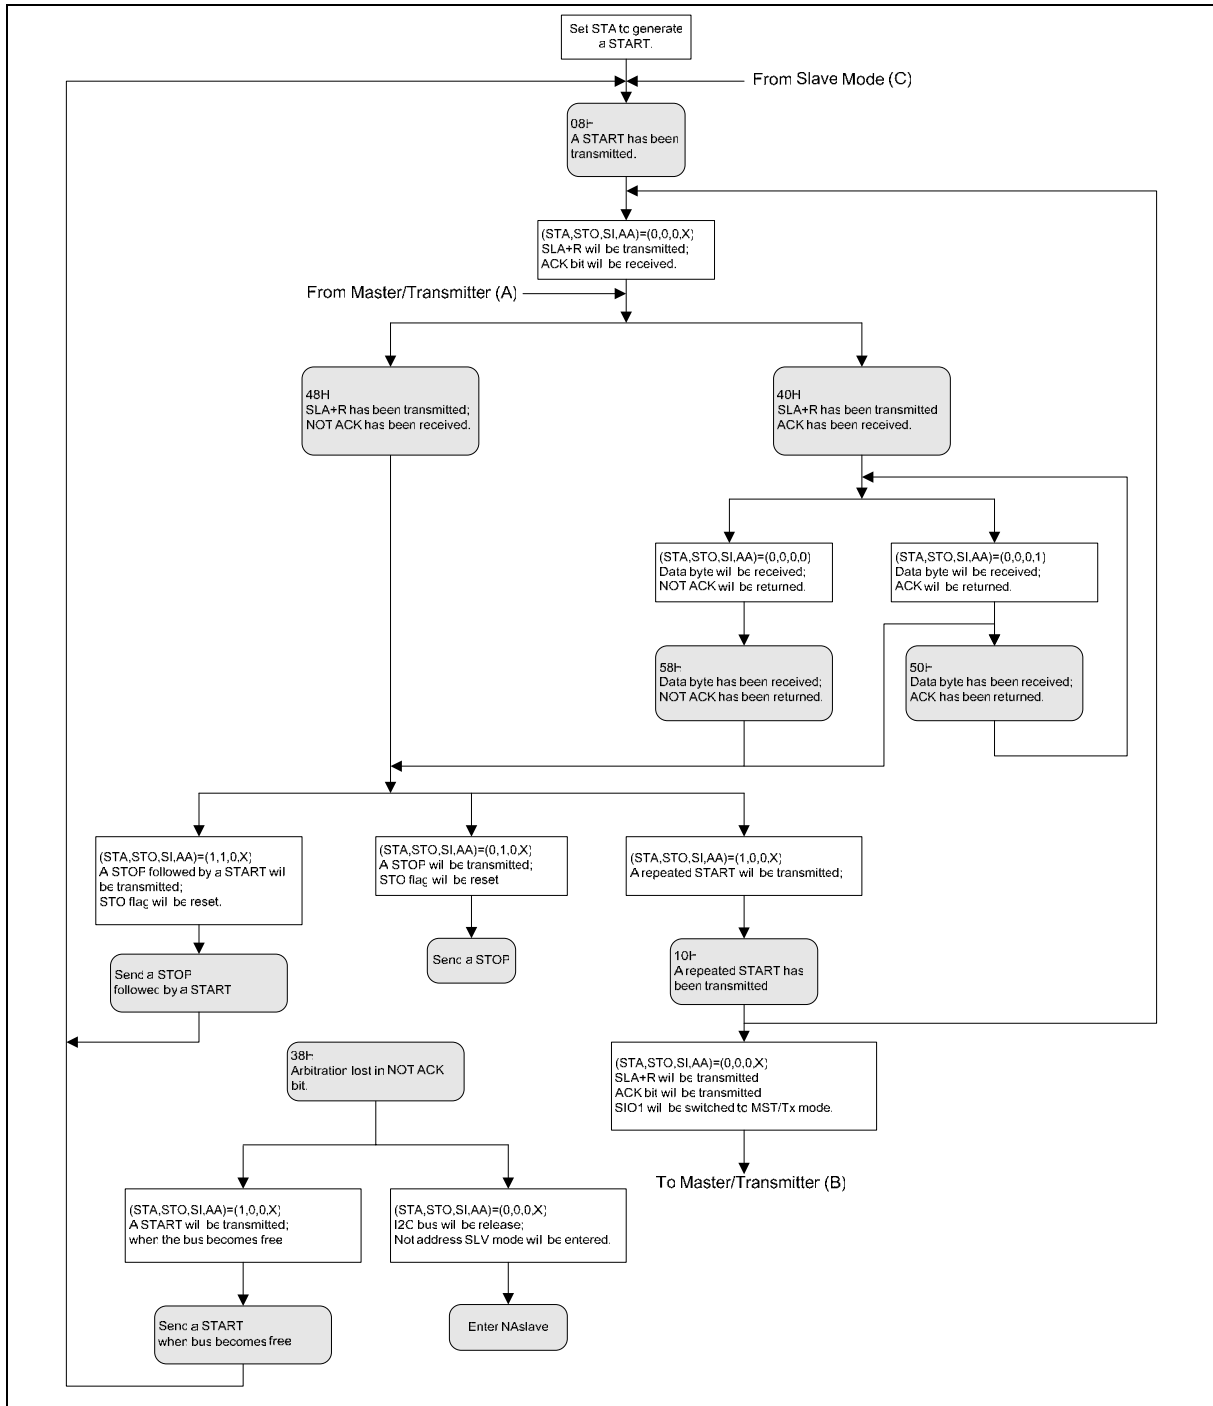 Set STA to generate
a START.
From Slave Mode (C)
08H
A START has been
transmitted.
(STA,STO,SI,AA)=(0,0,0,X)
SLA+R will be transmitted;
ACK bit will be received.
From Master/Transmitter (A)
48H
SLA+R has been transmitted;
NOT ACK has been received.
40H
SLA+R has been transmitted
ACK has been received.
(STA,STO,SI,AA)=(0,0,0,0)
Data byte will be received;
NOT ACK will be returned.
(STA,STO,SI,AA)=(0,0,0,1)
Data byte will be received;
ACK will be returned.
58H
Data byte has been received;
NOT ACK has been returned.
50H
Data byte has been received;
ACK has been returned.
(STA,STO,SI,AA)=(1,1,0,X)
A STOP followed by a START will
be transmitted;
STO flag will be reset.
(STA,STO,SI,AA)=(0,1,0,X)
A STOP will be transmitted;
STO flag will be reset
(STA,STO,SI,AA)=(1,0,0,X)
A repeated START will be transmitted;
Send a STOP
followed by a START
Send a STOP
10H
A repeated START has
been transmitted
38H
Arbitration lost in NOT ACK
bit.
(STA,STO,SI,AA)=(0,0,0,X)
SLA+R will be transmitted
ACK bit will be transmitted
SIO1 will be switched to MST/Tx mode.
To Master/Transmitter (B)
(STA,STO,SI,AA)=(1,0,0,X)
A START will be transmitted;
when the bus becomes free
(STA,STO,SI,AA)=(0,0,0,X)
I2C bus will be release;
Not address SLV mode will be entered.
Send a START
when bus becomes free
Enter NAslave